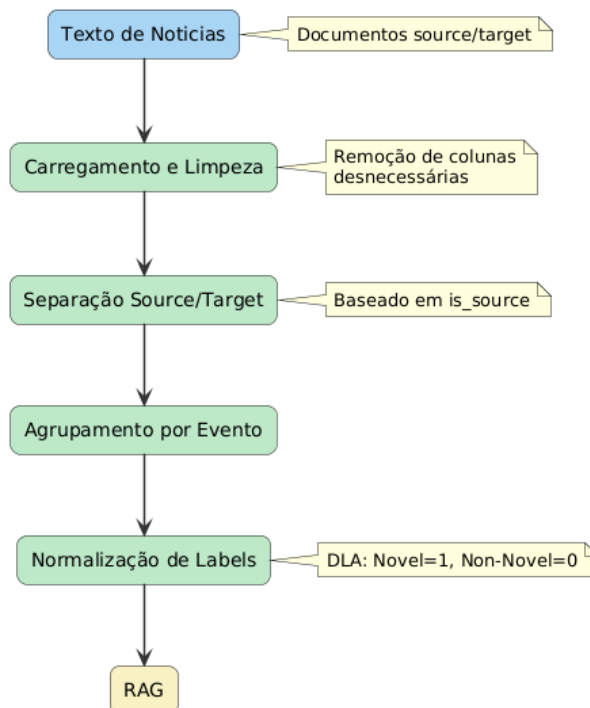 Texto de Noticias
Documentos source/target
Carregamento e Limpeza
Remoção de colunas
desnecessárias
Separação Source/Target
Baseado em is_source
Agrupamento por Evento
Normalização de Labels
DLA: Novel=1, Non-Novel=0
RAG